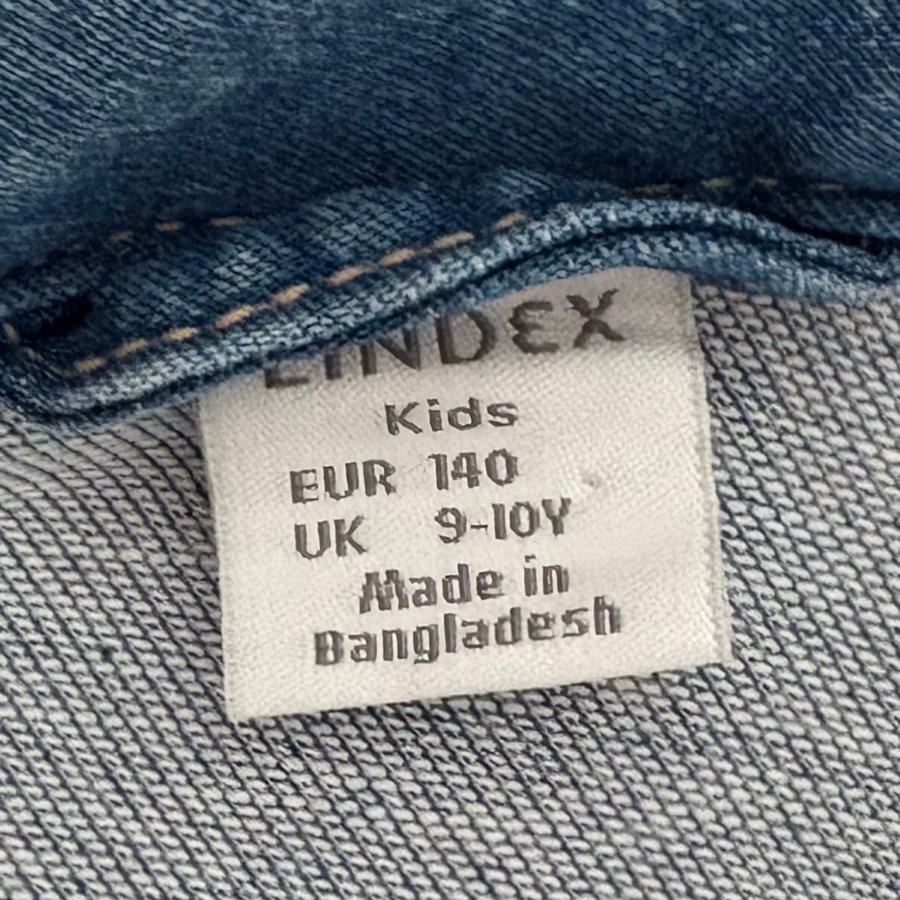 LINDEX
Kids
EUR 140
UK 9-10Y
Made in
Bangladesh